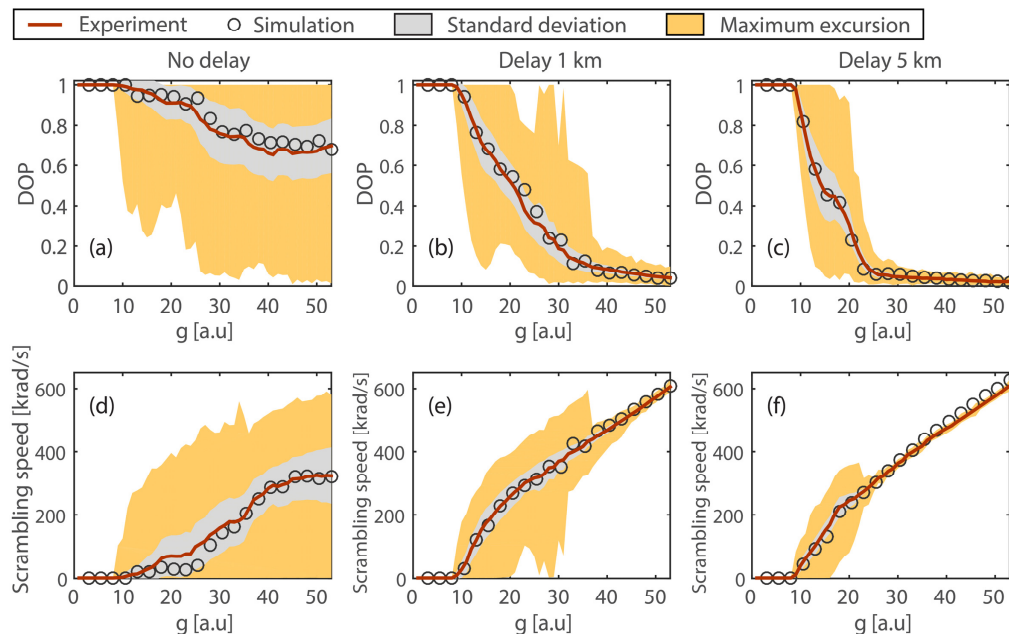 Experiment Simulation Standard deviation Maximum excursion
No delay Delay 1 km Delay 5 km
1 0.8 0.6 0.4 0.2 0
DOP
(a)
0 10 20 30 40 50
g [a.u]
1 0.8 0.6 0.4 0.2 0
DOP
(b)
0 10 20 30 40 50
g [a.u]
1 0.8 0.6 0.4 0.2 0
DOP
(c)
0 10 20 30 40 50
g [a.u]
600 400 200 0
Scrambling speed [krad/s]
(d)
0 10 20 30 40 50
g [a.u]
600 400 200 0
Scrambling speed [krad/s]
(e)
0 10 20 30 40 50
g [a.u]
600 400 200 0
Scrambling speed [krad/s]
(f)
0 10 20 30 40 50
g [a.u]